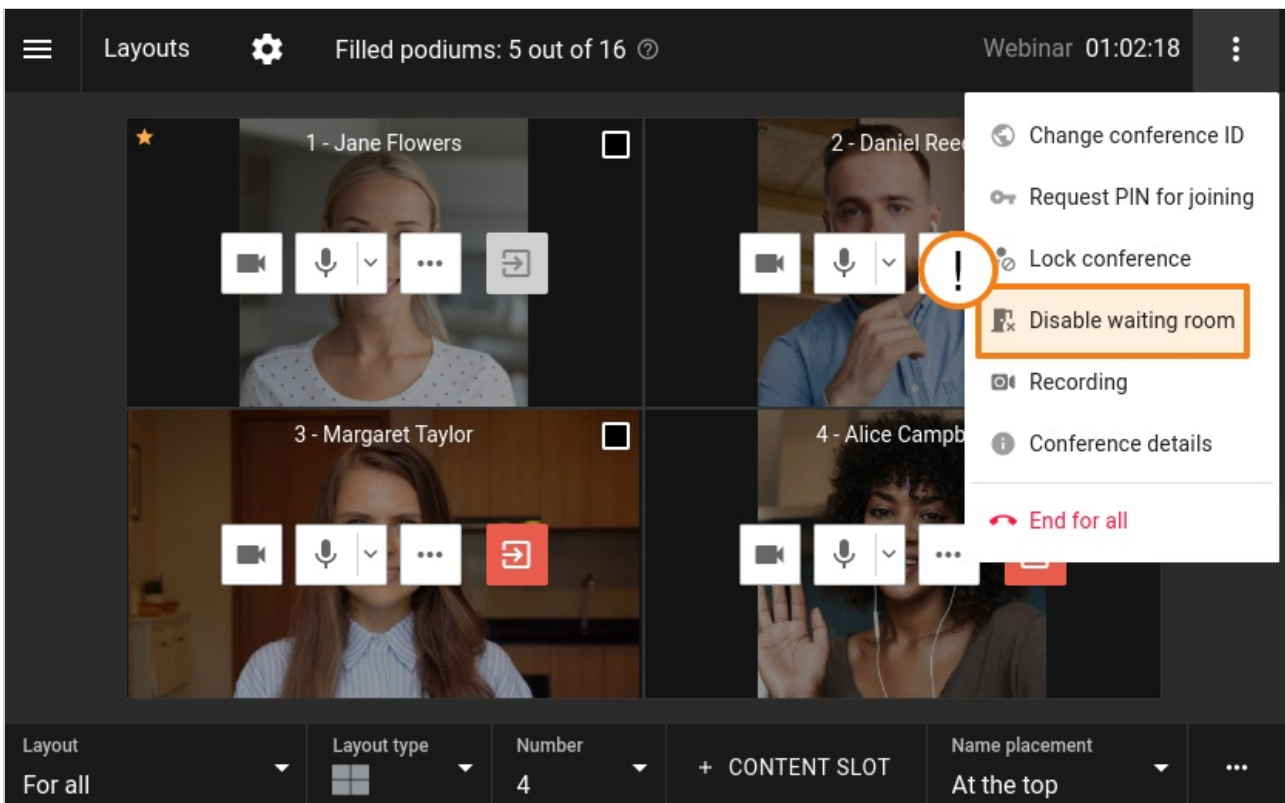 Layouts
Filled podiums: 5 out of 16
Webinar 01:02:18
1 - Jane Flowers
2 - Daniel Reed
Change conference ID
Request PIN for joining
!
Lock conference
Disable waiting room
Recording
3 - Margaret Taylor
4 - Alice Campb
Conference details
End for all
Layout
For all
Layout type
Number
4
+ CONTENT SLOT
Name placement
At the top